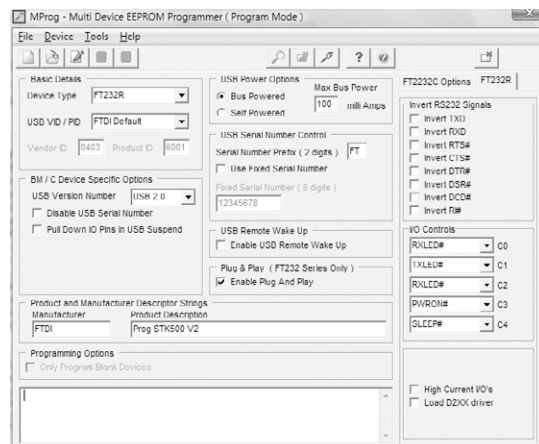 MProg - Multi Device EEPROM Programmer ( Program Mode )
File Device Tools Help
Basic Details
Device Type FT232R
USB VID / PID FTDI Default
Vendor ID 0403 Product ID 6001
BM / C Device Specific Options
USB Version Number USB 2.0
Disable USB Serial Number
Pull Down IO Pins in USB Suspend
USB Power Options
Bus Powered
Self Powered
Max Bus Power
100 milli Amps
USB Serial Number Control
Serial Number Prefix ( 2 digits ) FT
Use Fixed Serial Number
Fixed Serial Number ( 8 digits )
12345678
USB Remote Wake Up
Enable USB Remote Wake Up
Plug & Play ( FT232 Series Only )
Enable Plug And Play
Product and Manufacturer Descriptor Strings
Manufacturer Product Description
FTDI Prog STK500 V2
Programming Options
Only Program Blank Devices
FT2232C Options FT232R
Invert RS232 Signals
Invert TXD
Invert RXD
Invert RTS#
Invert CTS#
Invert DTR#
Invert DSR#
Invert DCD#
Invert RI#
I/O Controls
RXLED# C0
TXLED# C1
RXLED# C2
PWRON# C3
SLEEP# C4
High Current I/O's
Load D2XX driver